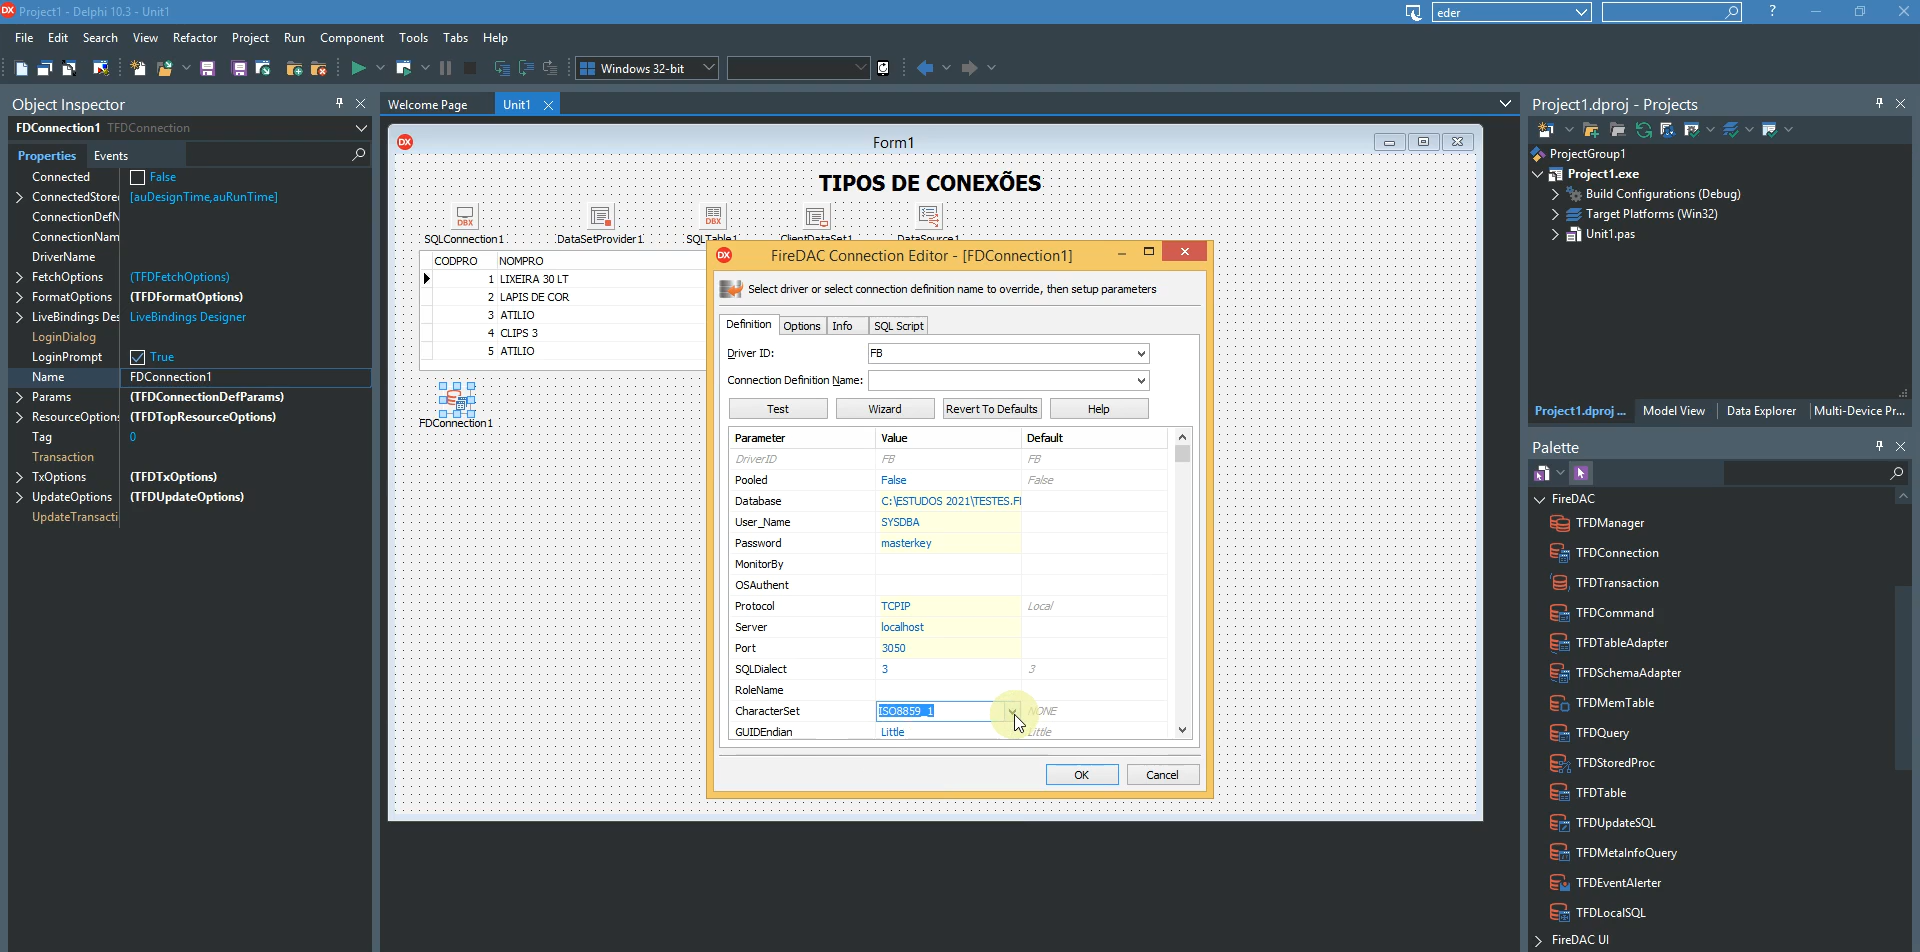 Project1 - Delphi 10.3 - Unit1
eder
?
File Edit Search View Refactor Project Run Component Tools Tabs Help
Windows 32-bit
Object Inspector
FDConnection1 TFDConnection
Properties Events
Connected False
ConnectedStore [auDesignTime,auRunTime]
ConnectionDefN
ConnectionNam
DriverName
FetchOptions (TFDFetchOptions)
FormatOptions (TFDFormatOptions)
LiveBindings Des LiveBindings Designer
LoginDialog
LoginPrompt True
Name FDConnection1
Params (TFDConnectionDefParams)
ResourceOption (TFDTopResourceOptions)
Tag 0
Transaction
TxOptions (TFDTxOptions)
UpdateOptions (TFDUpdateOptions)
UpdateTransacti
Welcome Page Unit1
Form1
TIPOS DE CONEXÕES
DBX DBX
SQLConnection1 DataSetProvider1 SQLTable1 ClientDataSet1 DataSource1
CODPRO NOMPRO
1 LIXEIRA 30 LT
2 LAPIS DE COR
3 ATILIO
4 CLIPS 3
5 ATILIO
FDConnection1
FireDAC Connection Editor - [FDConnection1]
Select driver or select connection definition name to override, then setup parameters
Definition Options Info SQL Script
Driver ID: FB
Connection Definition Name:
Test Wizard Revert To Defaults Help
Parameter Value Default
DriverID FB FB
Pooled False False
Database C:\ESTUDOS 2021\TESTES.F
User_Name SYSDBA
Password masterkey
MonitorBy
OSAuthent
Protocol TCPIP Local
Server localhost
Port 3050
SQLDialect 3 3
RoleName
CharacterSet ISO8859_1 NONE
GUIDEndian Little Little
OK Cancel
Project1.dproj - Projects
ProjectGroup1
Project1.exe
Build Configurations (Debug)
Target Platforms (Win32)
Unit1.pas
Project1.dproj ... Model View Data Explorer Multi-Device Pr...
Palette
FireDAC
TFDManager
TFDConnection
TFDTransaction
TFDCommand
TFDTableAdapter
TFDSchemaAdapter
TFDMemTable
TFDQuery
TFDStoredProc
TFDTable
TFDUpdateSQL
TFDMetaInfoQuery
TFDEventAlerter
TFDLocalSQL
FireDAC UI